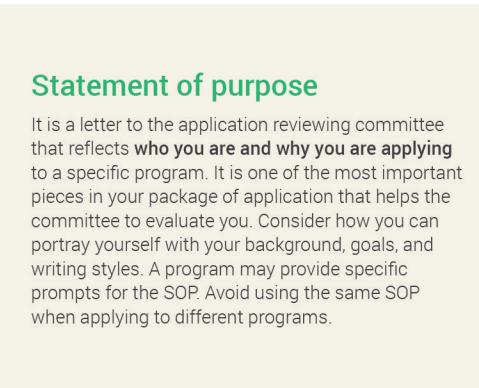 Statement of purpose
It is a letter to the application reviewing committee
that reflects who you are and why you are applying
to a specific program. It is one of the most important
pieces in your package of application that helps the
committee to evaluate you. Consider how you can
portray yourself with your background, goals, and
writing styles. A program may provide specific
prompts for the SOP. Avoid using the same SOP
when applying to different programs.